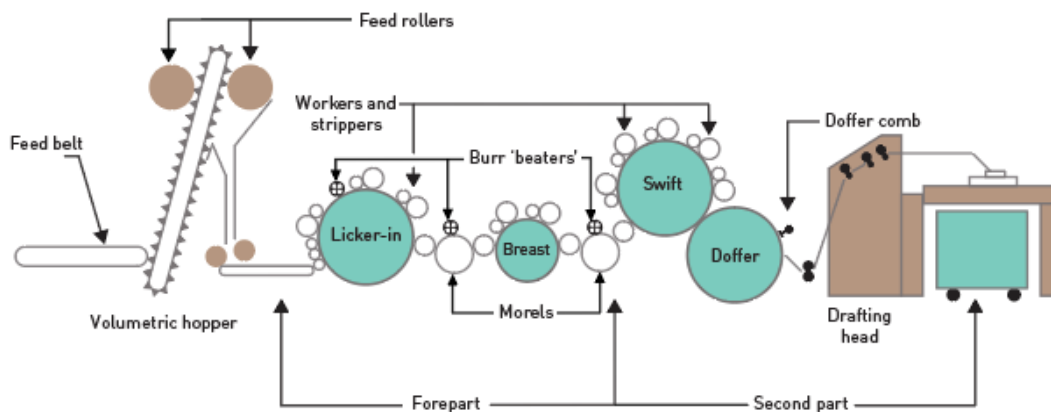 Feed rollers
Workers and
strippers
Doffer comb
Feed belt
Burr ‘beaters’
Swift
Licker-in
Breast
Doffer
Volumetric hopper
Morels
Drafting
head
Forepart
Second part